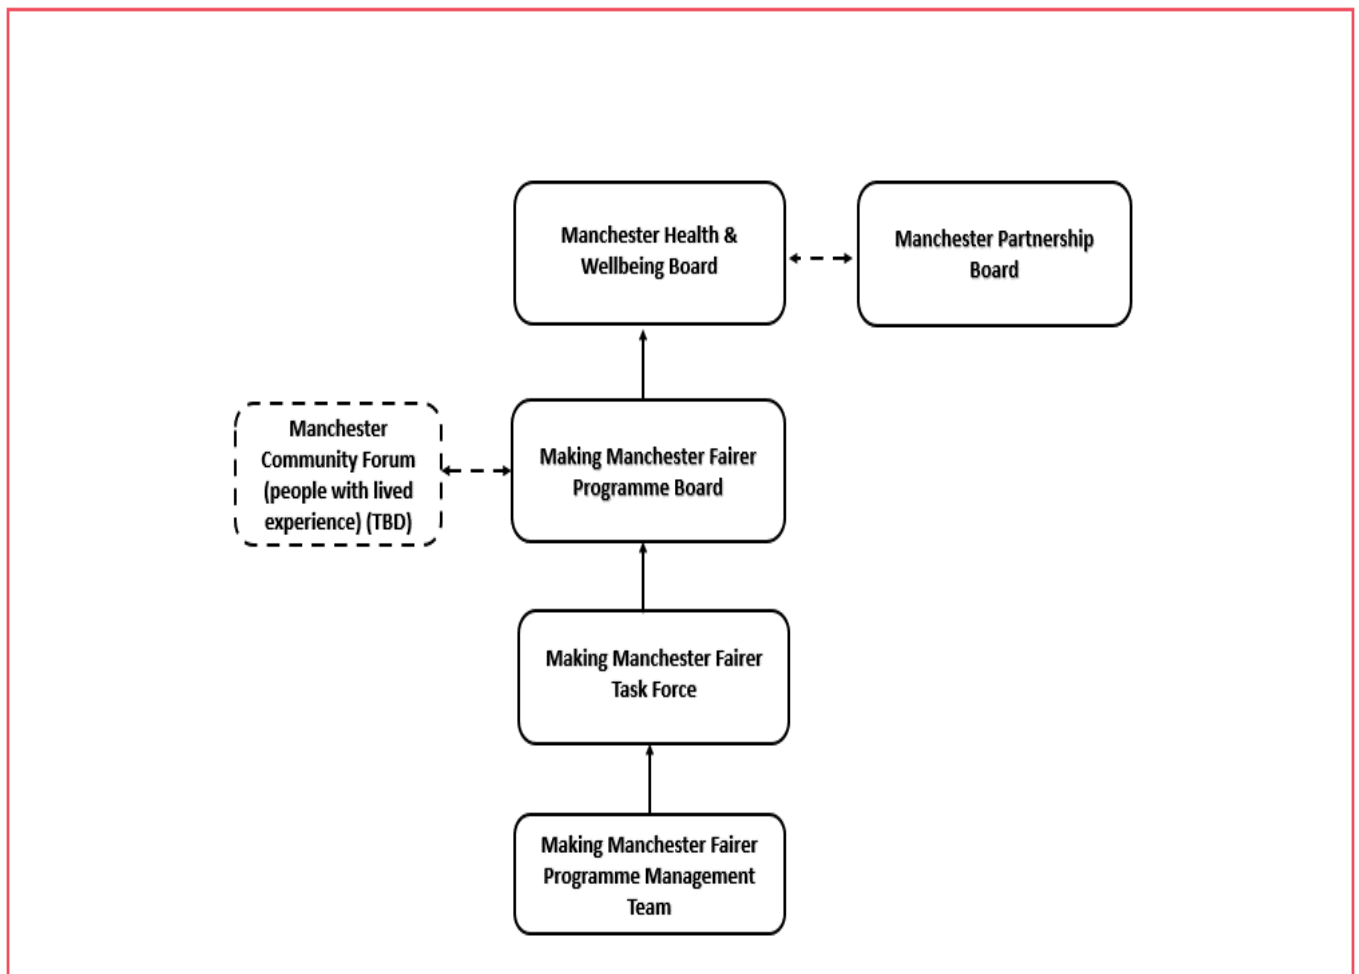 Manchester Health &
Wellbeing Board
Manchester Partnership
Board
Manchester
Community Forum
(people with lived
experience) (TBD)
Making Manchester Fairer
Programme Board
Making Manchester Fairer
Task Force
Making Manchester Fairer
Programme Management
Team